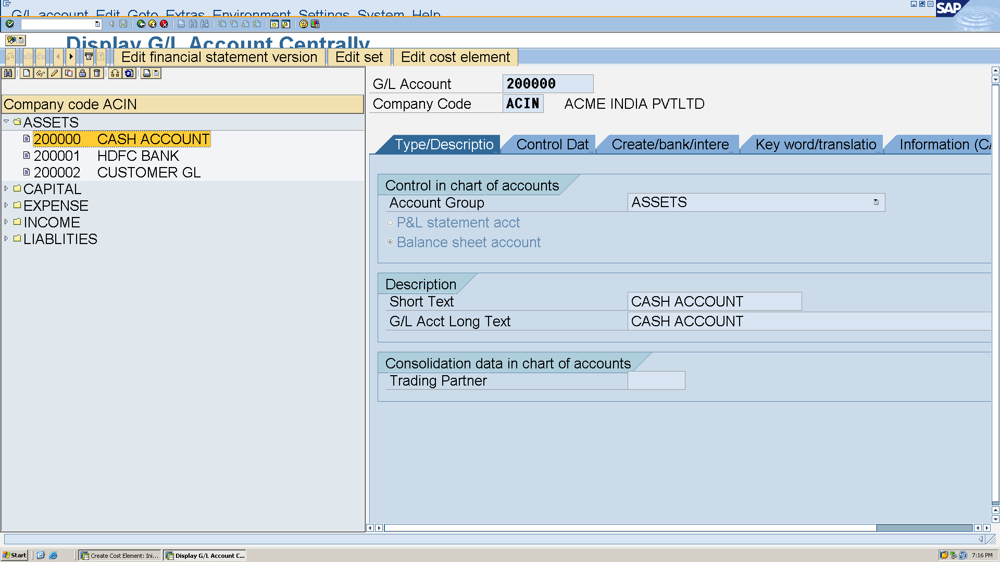 G/L account Edit Goto Extras Environment Settings System Help
SAP
Display G/L Account Centrally
Edit financial statement version Edit set Edit cost element
Company code ACIN
ASSETS
200000 CASH ACCOUNT
200001 HDFC BANK
200002 CUSTOMER GL
CAPITAL
EXPENSE
INCOME
LIABLITIES
G/L Account 200000
Company Code ACIN ACME INDIA PVTLTD
Type/Descriptio Control Dat Create/bank/intere Key word/translatio Information (CA
Control in chart of accounts
Account Group ASSETS
P&L statement acct
Balance sheet account
Description
Short Text CASH ACCOUNT
G/L Acct Long Text CASH ACCOUNT
Consolidation data in chart of accounts
Trading Partner
Start Create Cost Element: Ini... Display G/L Account C... 7:16 PM